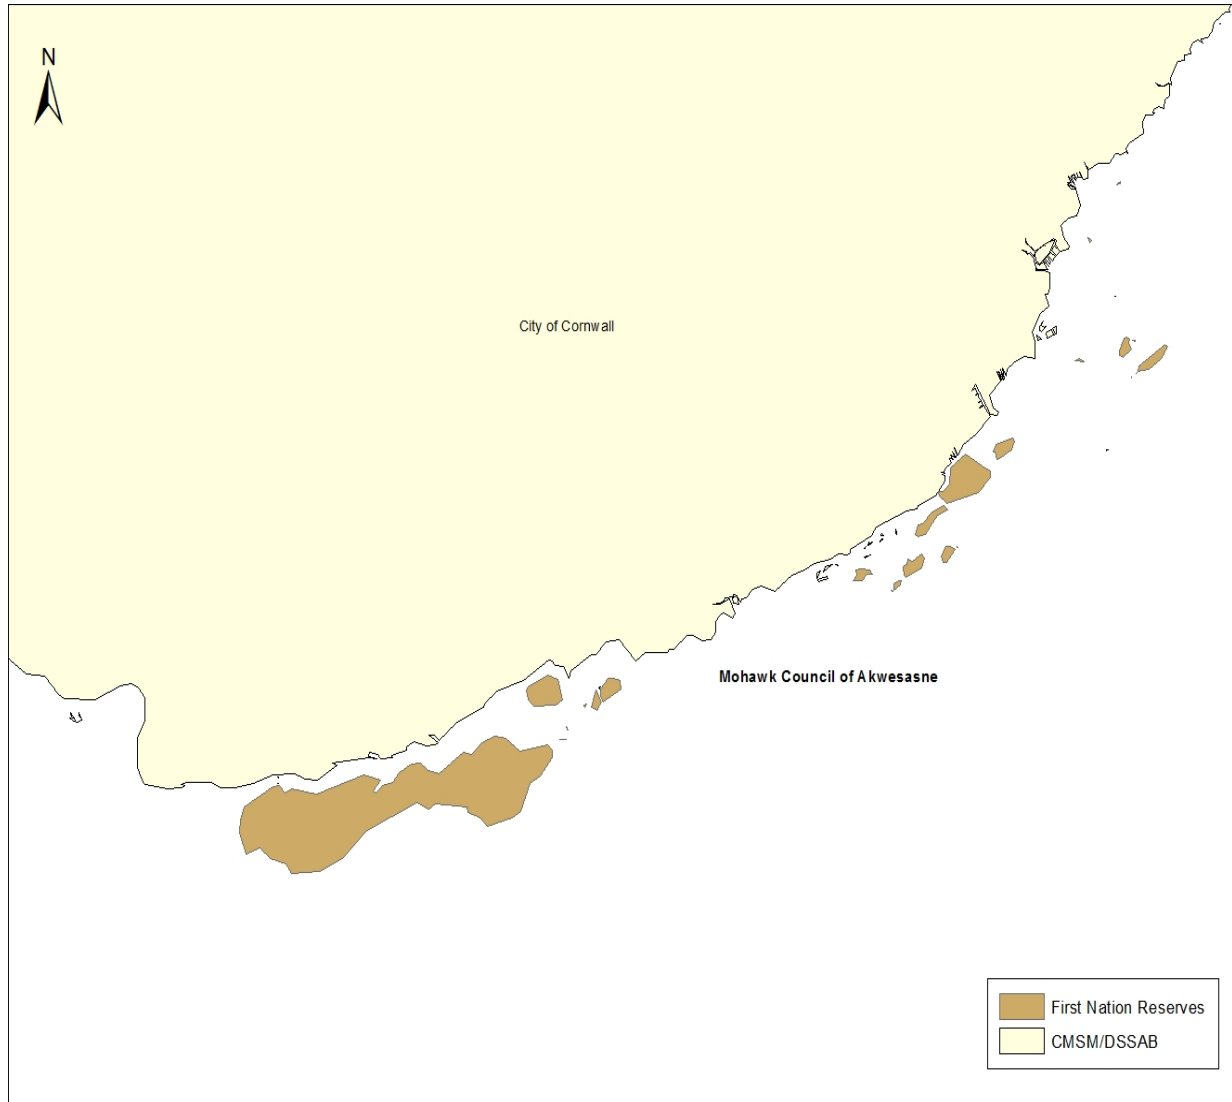 N
City of Cornwall
Mohawk Council of Akwesasne
First Nation Reserves
CMSM/DSSAB